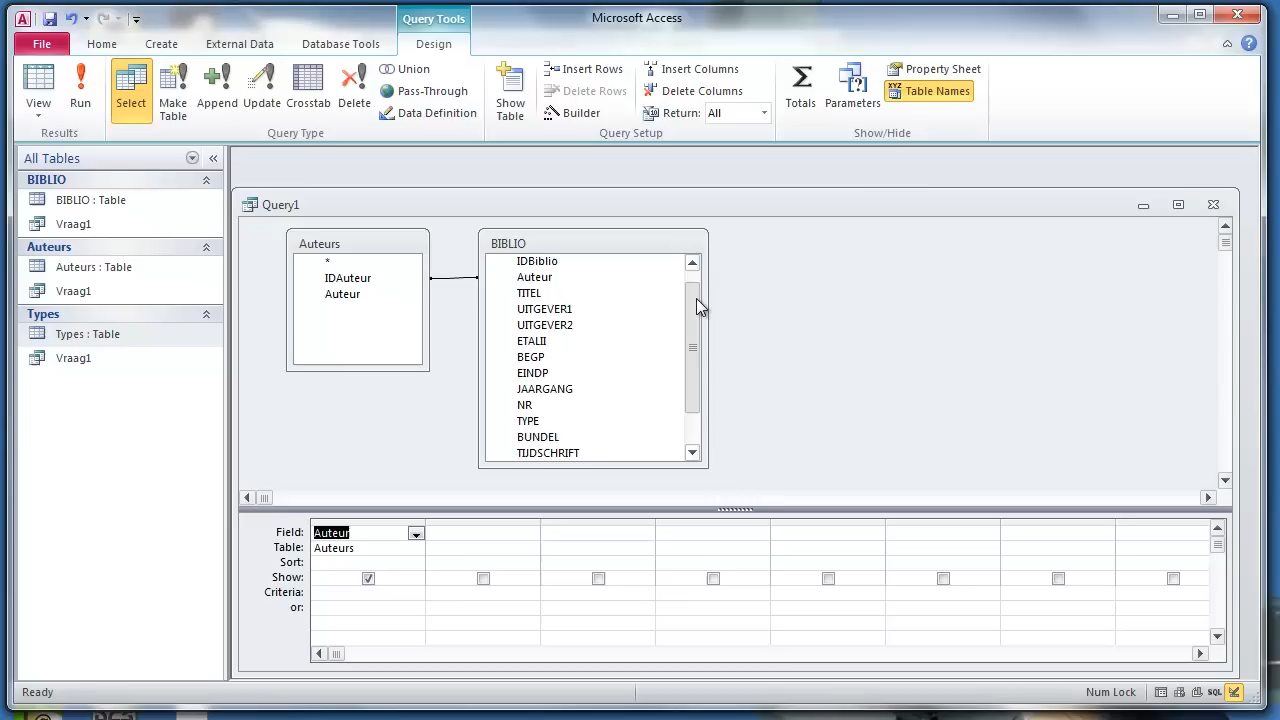 Query Tools
Microsoft Access
File
Home
Create
External Data
Database Tools
Design
View
Run
Select
Make Table
Append
Update
Crosstab
Delete
Union
Pass-Through
Data Definition
Show Table
Insert Rows
Delete Rows
Builder
Insert Columns
Delete Columns
Return: All
Totals
Parameters
Property Sheet
Table Names
Results
Query Type
Query Setup
Show/Hide
All Tables
BIBLIO
BIBLIO : Table
Vraag1
Auteurs
Auteurs : Table
Vraag1
Types
Types : Table
Vraag1
Query1
Auteurs
*
IDAuteur
Auteur
BIBLIO
IDBiblio
Auteur
TITEL
UITGEVER1
UITGEVER2
ETALII
BEGP
EINDP
JAARGANG
NR
TYPE
BUNDEL
TIJDSCHRIFT
Field: Auteur
Table: Auteurs
Sort:
Show:
Criteria:
or:
Ready
Num Lock
SQL